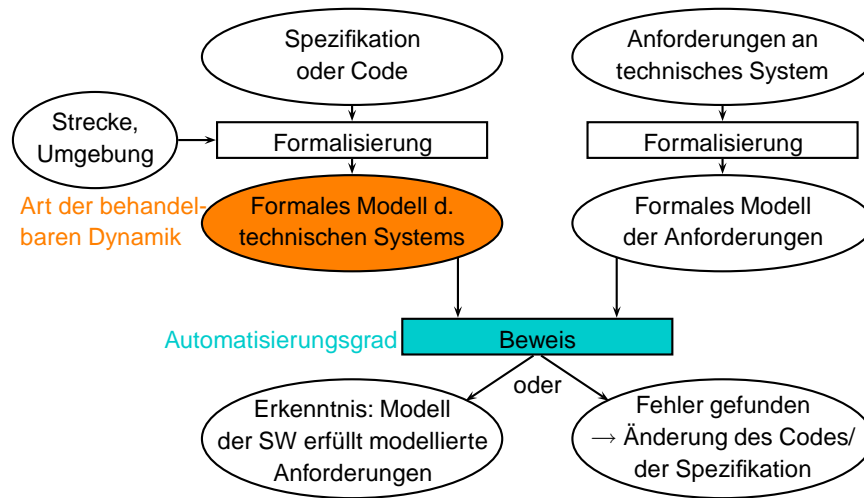 Spezifikation
oder Code
Anforderungen an
technisches System
Strecke,
Umgebung
Formalisierung
Formalisierung
Art der behandel-
baren Dynamik
Formales Modell d.
technischen Systems
Formales Modell
der Anforderungen
Automatisierungsgrad
Beweis
oder
Erkenntnis: Modell
der SW erfüllt modellierte
Anforderungen
Fehler gefunden
→ Änderung des Codes/
der Spezifikation